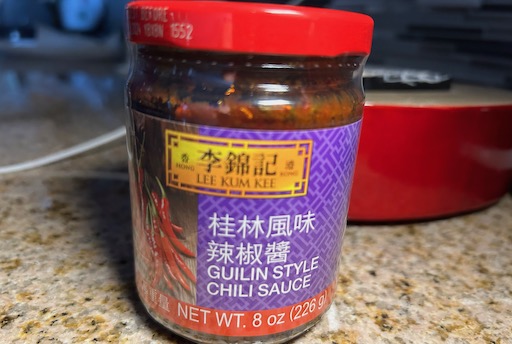 BEFORE
1552
香 李錦記 港
HONG LEE KUM KEE KONG
桂林風味
辣椒醬
GUILIN STYLE
CHILI SAUCE
NET WT. 8 oz (226 g)